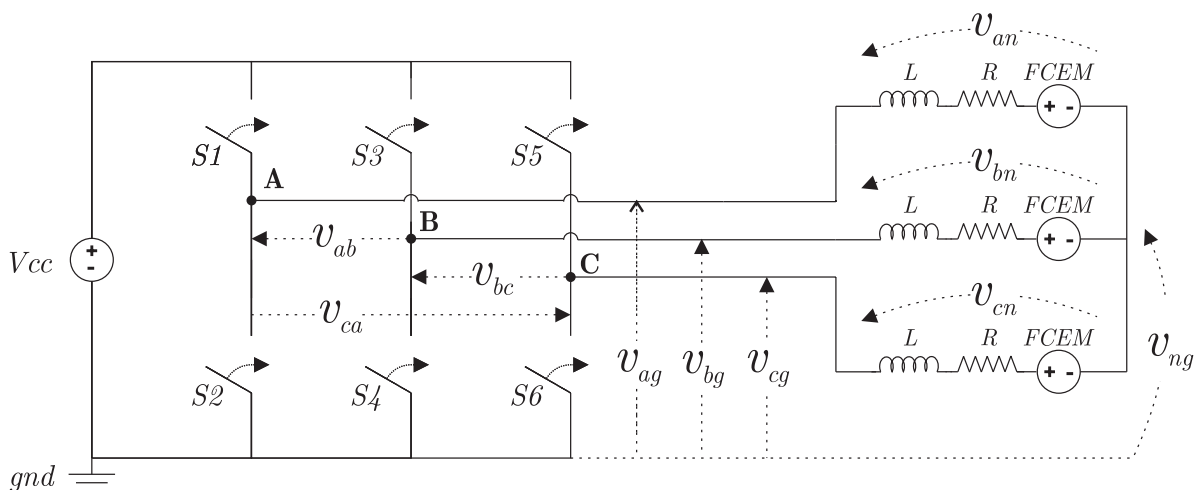 v_an
L R FCEM
S1 S3 S5
A
v_bn
B
L R FCEM
v_ab
+
-
Vcc
C
v_bc
v_cn
v_ca
L R FCEM
v_ag v_bg v_cg v_ng
S2 S4 S6
gnd
+ -
+ -
+ -